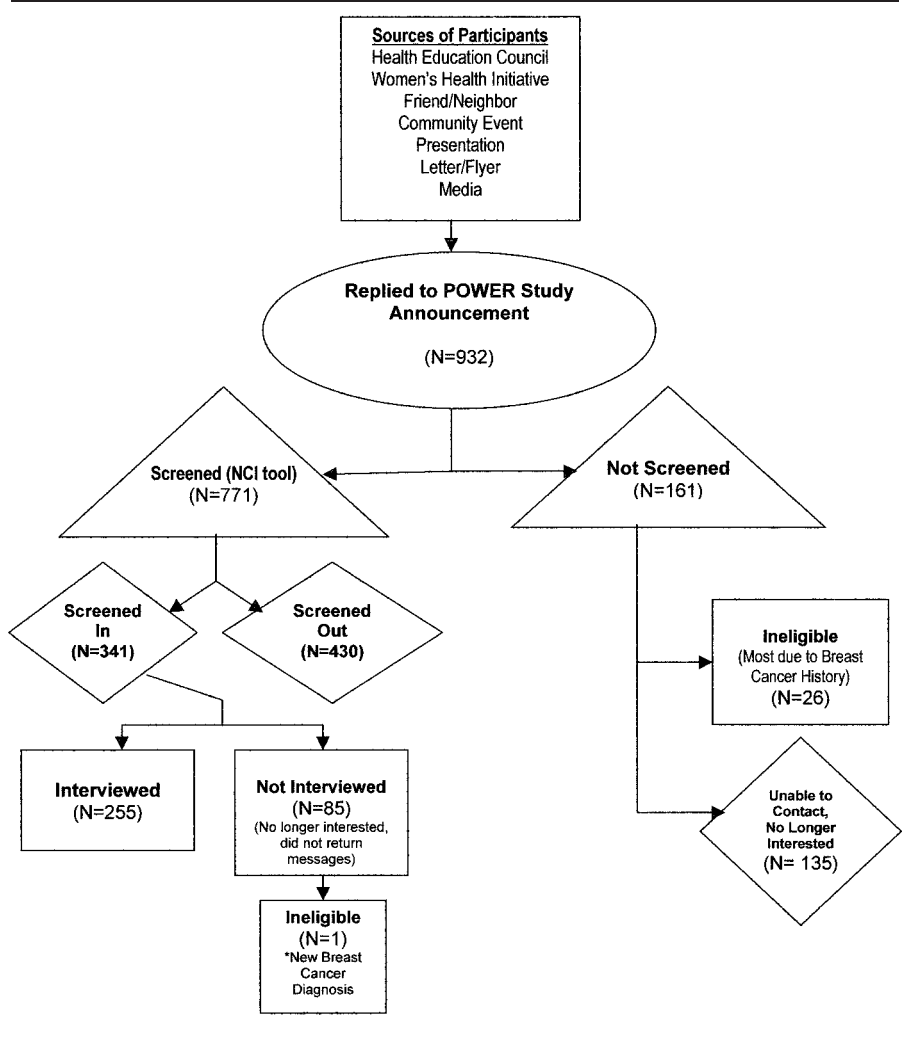 Sources of Participants
Health Education Council
Women's Health Initiative
Friend/Neighbor
Community Event
Presentation
Letter/Flyer
Media
Replied to POWER Study
Announcement
(N=932)
Screened (NCI tool)
(N=771)
Not Screened
(N=161)
Screened
In
(N=341)
Screened
Out
(N=430)
Ineligible
(Most due to Breast
Cancer History)
(N=26)
Interviewed
(N=255)
Not Interviewed
(N=85)
(No longer interested,
did not return
messages)
Unable to
Contact,
No Longer
Interested
(N= 135)
Ineligible
(N=1)
*New Breast
Cancer
Diagnosis